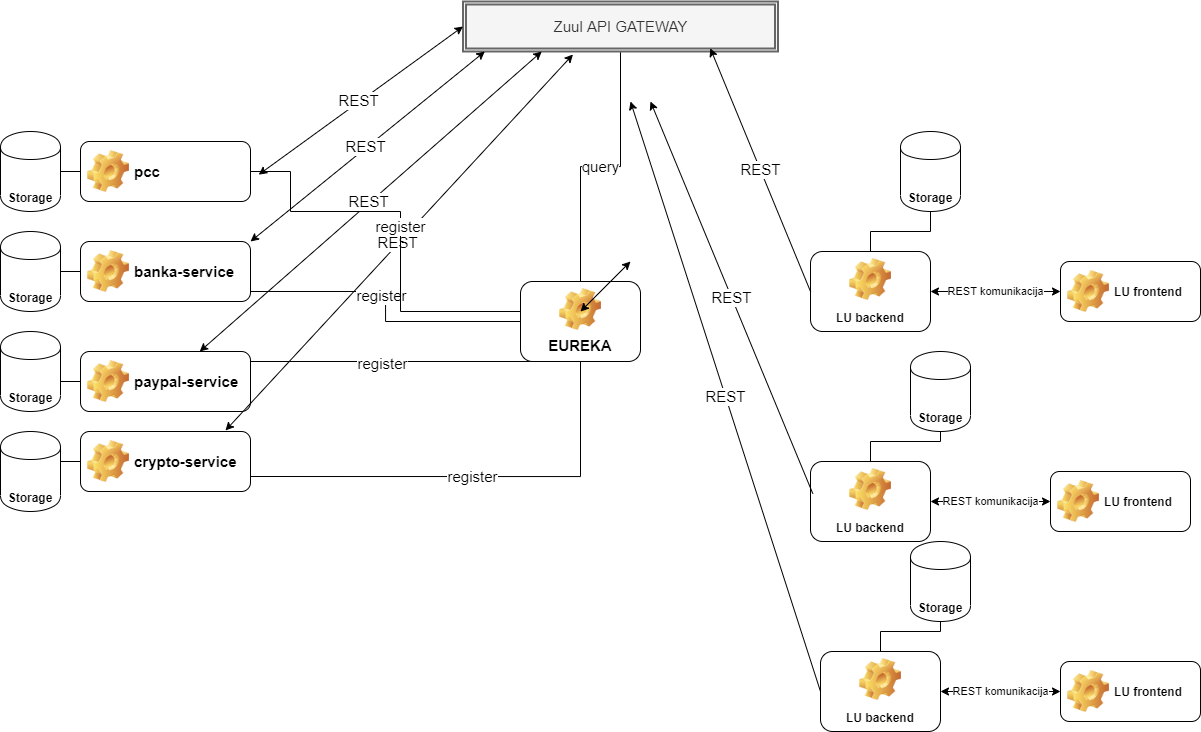 Zuul API GATEWAY
REST
REST
REST
register
REST
query
REST
Storage
pcc
Storage
banka-service
register
Storage
paypal-service
register
Storage
crypto-service
register
EUREKA
Storage
LU backend
REST komunikacija
LU frontend
REST
REST
Storage
LU backend
REST komunikacija
LU frontend
Storage
LU backend
REST komunikacija
LU frontend